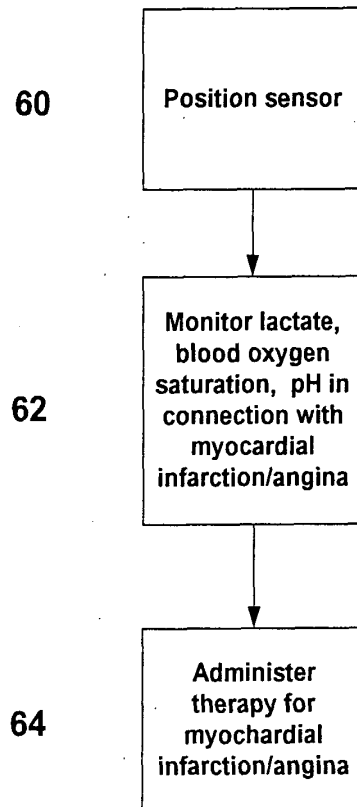 60
Position sensor
62
Monitor lactate,
blood oxygen
saturation, pH in
connection with
myocardial
infarction/angina
64
Administer
therapy for
myochardial
infarction/angina